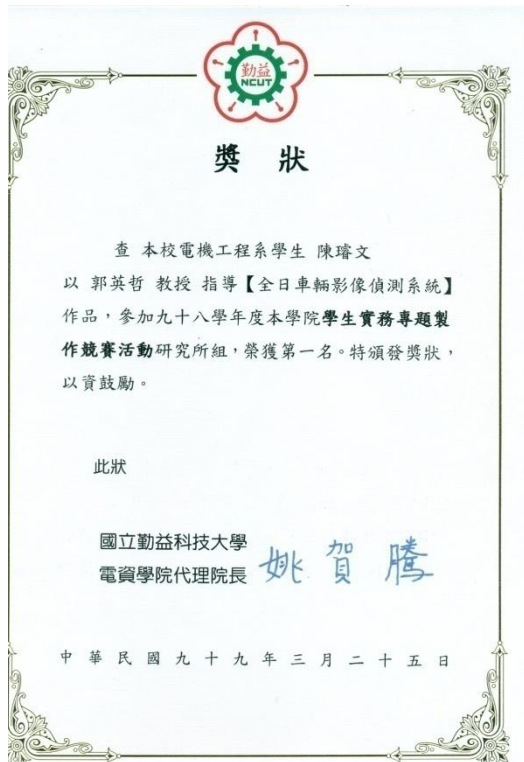 勤益
NCUT
獎 狀
查 本校電機工程系學生 陳璿文
以 郭英哲 教授 指導【全日車輛影像偵測系統】
作品，參加九十八學年度本學院學生實務專題製
作競賽活動研究所組，榮獲第一名。特頒發獎狀，
以資鼓勵。
此狀
國立勤益科技大學
電資學院代理院長 姚賀騰
中華民國九十九年三月二十五日